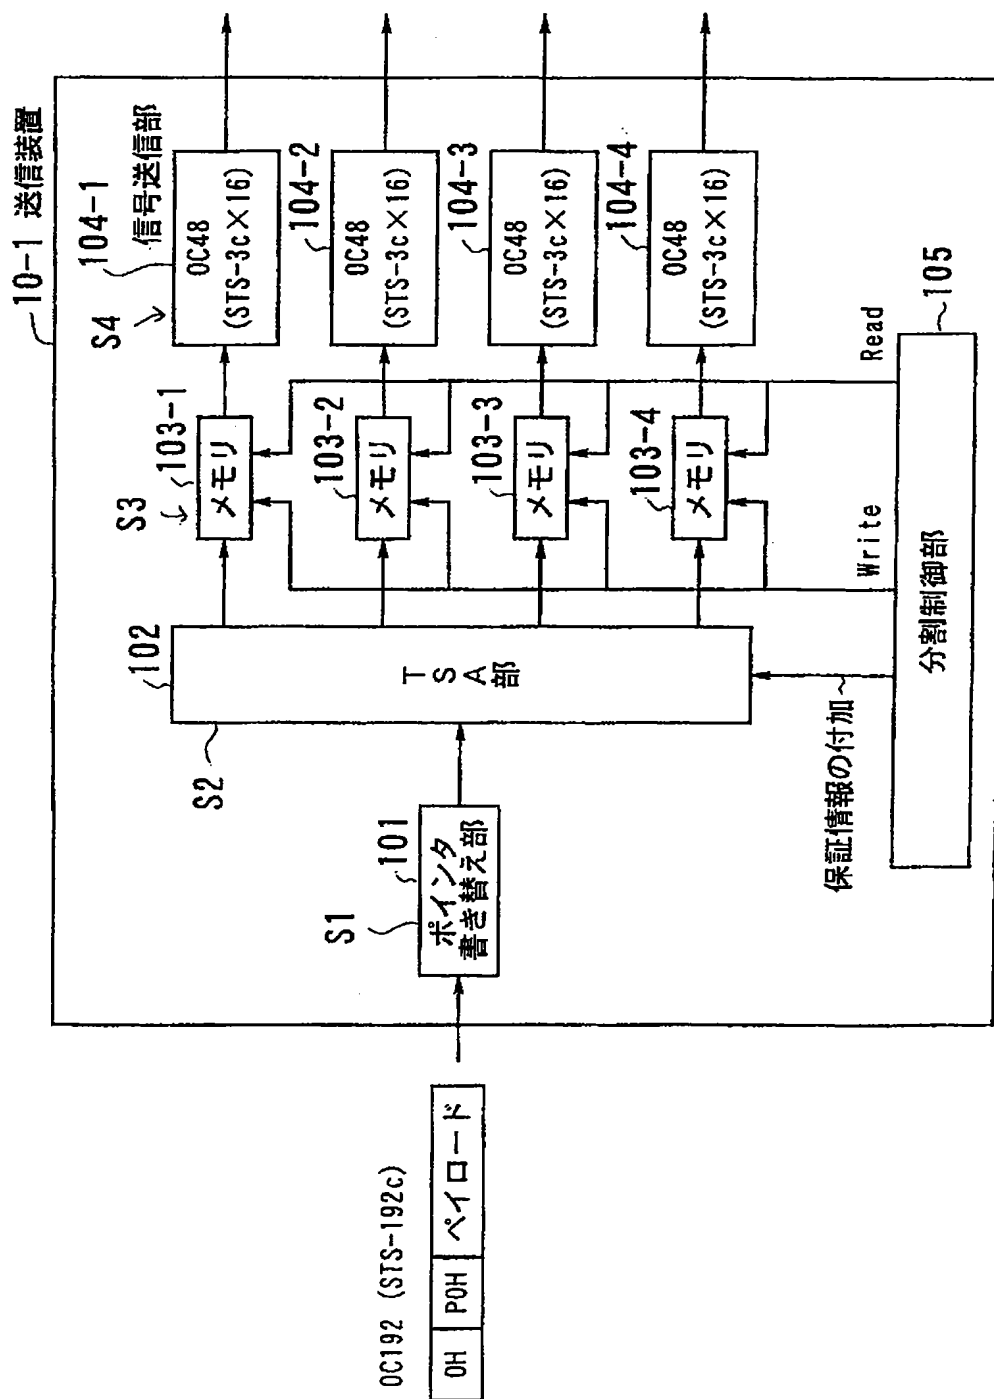 10-1 送信装置
OC192 (STS-192c)
OH
POH
ペイロード
S1
101
ポインタ
書き替え部
S2
102
TSA部
S3
103-1
メモリ
103-2
メモリ
103-3
メモリ
103-4
メモリ
S4
104-1
信号送信部
OC48
(STS-3c×16)
104-2
OC48
(STS-3c×16)
104-3
OC48
(STS-3c×16)
104-4
OC48
(STS-3c×16)
保証情報の付加
Write
Read
105
分割制御部